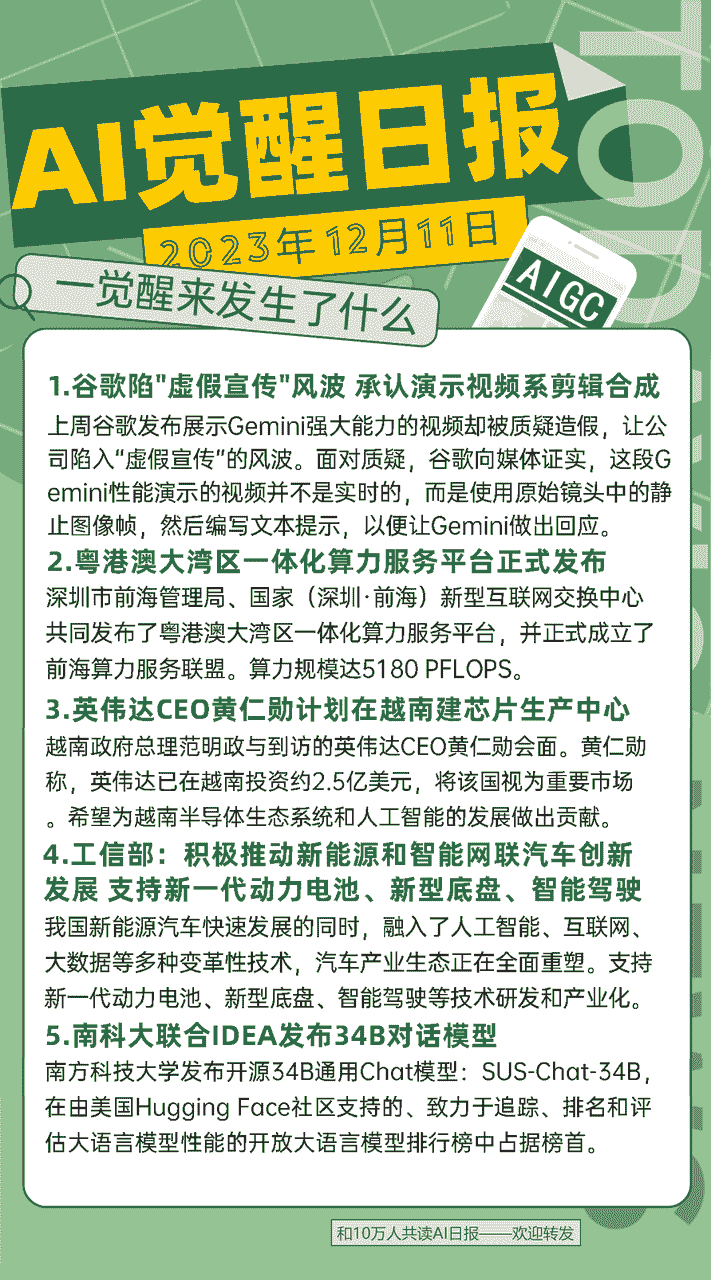 AI觉醒日报
2023年12月11日
一觉醒来发生了什么
AIGC
1.谷歌陷"虚假宣传"风波 承认演示视频系剪辑合成
上周谷歌发布展示Gemini强大能力的视频却被质疑造假，让公
司陷入“虚假宣传”的风波。面对质疑，谷歌向媒体证实，这段G
emini性能演示的视频并不是实时的，而是使用原始镜头中的静
止图像帧，然后编写文本提示，以便让Gemini做出回应。
2.粤港澳大湾区一体化算力服务平台正式发布
深圳市前海管理局、国家（深圳·前海）新型互联网交换中心
共同发布了粤港澳大湾区一体化算力服务平台，并正式成立了
前海算力服务联盟。算力规模达5180 PFLOPS。
3.英伟达CEO黄仁勋计划在越南建芯片生产中心
越南政府总理范明政与到访的英伟达CEO黄仁勋会面。黄仁勋
称，英伟达已在越南投资约2.5亿美元，将该国视为重要市场
。希望为越南半导体生态系统和人工智能的发展做出贡献。
4.工信部：积极推动新能源和智能网联汽车创新
发展 支持新一代动力电池、新型底盘、智能驾驶
我国新能源汽车快速发展的同时，融入了人工智能、互联网、
大数据等多种变革性技术，汽车产业生态正在全面重塑。支持
新一代动力电池、新型底盘、智能驾驶等技术研发和产业化。
5.南科大联合IDEA发布34B对话模型
南方科技大学发布开源34B通用Chat模型：SUS-Chat-34B，
在由美国Hugging Face社区支持的、致力于追踪、排名和评
估大语言模型性能的开放大语言模型排行榜中占据榜首。
和10万人共读AI日报——欢迎转发